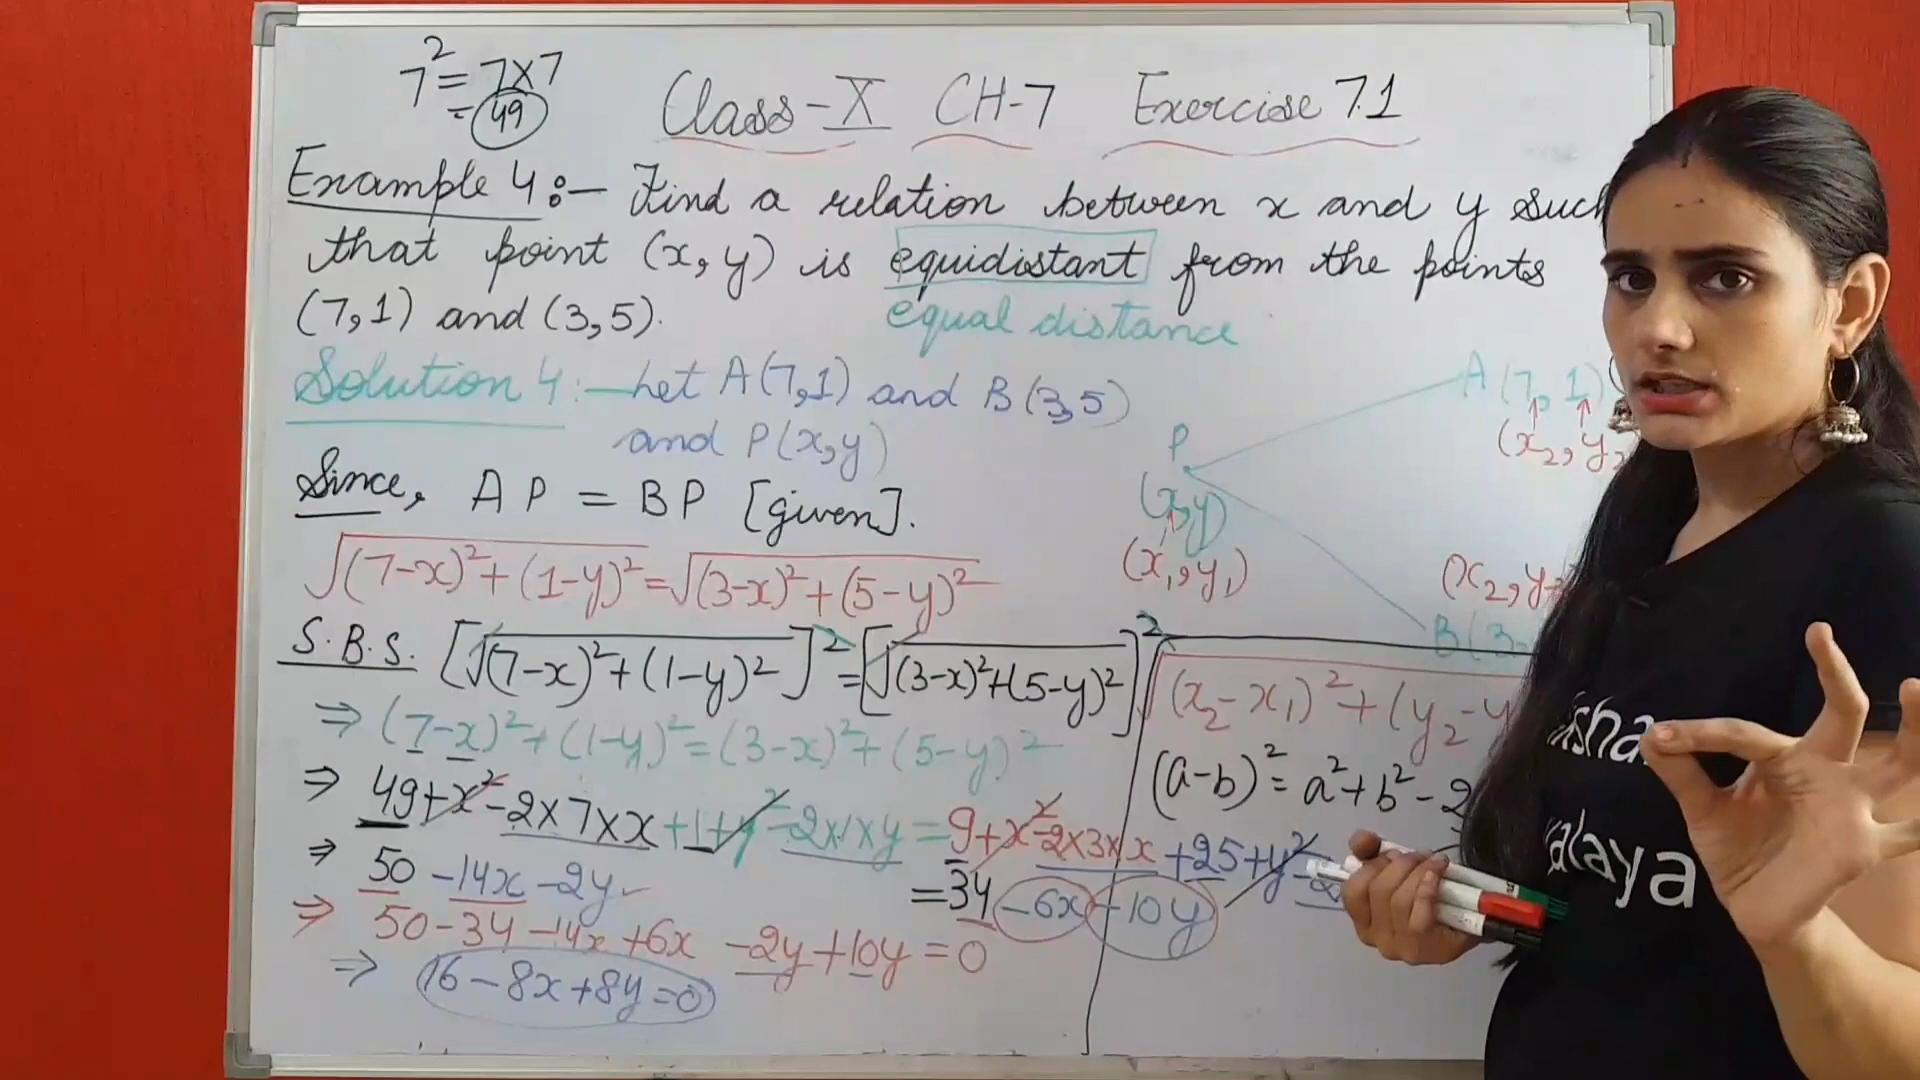 7² = 7×7
= 49
Class-X CH-7 Exercise 7.1
Example 4:- Find a relation between x and y such
that point (x, y) is equidistant from the points
equal distance
(7,1) and (3,5).
Solution 4:- Let A(7,1) and B(3,5)
and P(x,y)
Since, AP = BP [given].
√(7-x)²+(1-y)² = √(3-x)²+(5-y)²
S.B.S. [√(7-x)²+(1-y)²]² = [√(3-x)²+(5-y)²]²
⇒ (7-x)²+(1-y)² = (3-x)²+(5-y)²
⇒ 49+x²-2×7×x+1+y²-2×1×y = 9+x²-2×3×x+25+y²
⇒ 50-14x-2y = 34-6x-10y
⇒ 50-34-14x+6x-2y+10y=0
⇒ 16-8x+8y=0
A (7, 1)
(x₂, y₂
P
(x,y)
(x₁, y₁)
(x₂, y₂
B(3
√(x₂-x₁)²+(y₂-y
(a-b)² = a²+b²-2
alaya